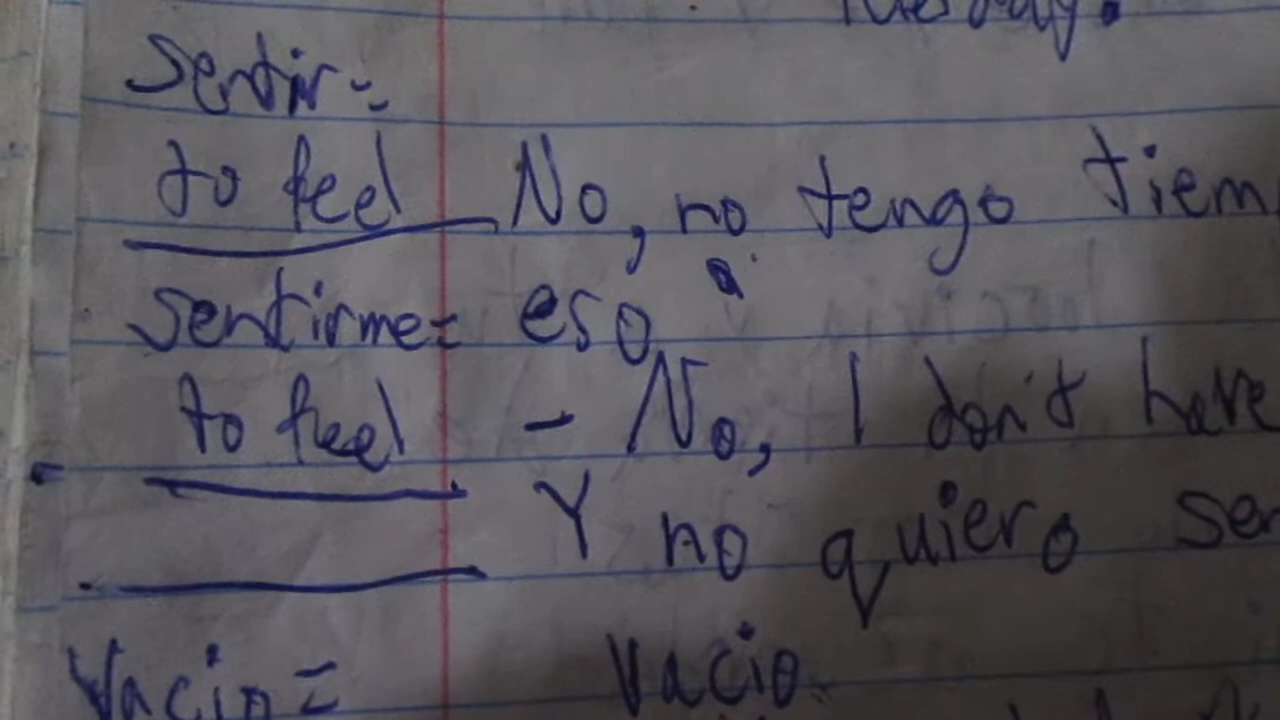 Tuesday.
Sentir=
to feel No, no tengo tiem
sentirme= eso
to feel - No, I don't have
Y no quiero sen
Vacio= Vacio